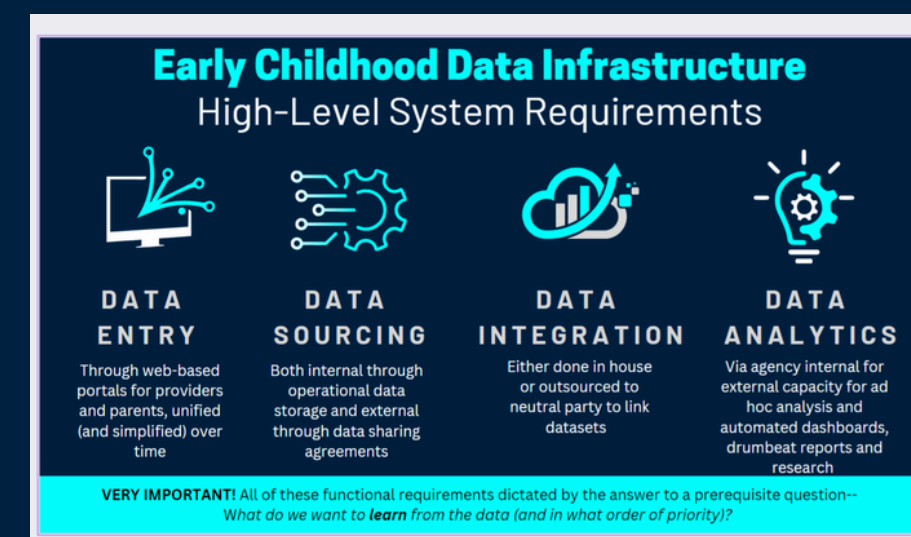 Early Childhood Data Infrastructure
High-Level System Requirements
DATA
ENTRY
Through web-based
portals for providers
and parents, unified
(and simplified) over
time
DATA
SOURCING
Both internal through
operational data
storage and external
through data sharing
agreements
DATA
INTEGRATION
Either done in house
or outsourced to
neutral party to link
datasets
DATA
ANALYTICS
Via agency internal for
external capacity for ad
hoc analysis and
automated dashboards,
drumbeat reports and
research
VERY IMPORTANT! All of these functional requirements dictated by the answer to a prerequisite question--
What do we want to learn from the data (and in what order of priority)?